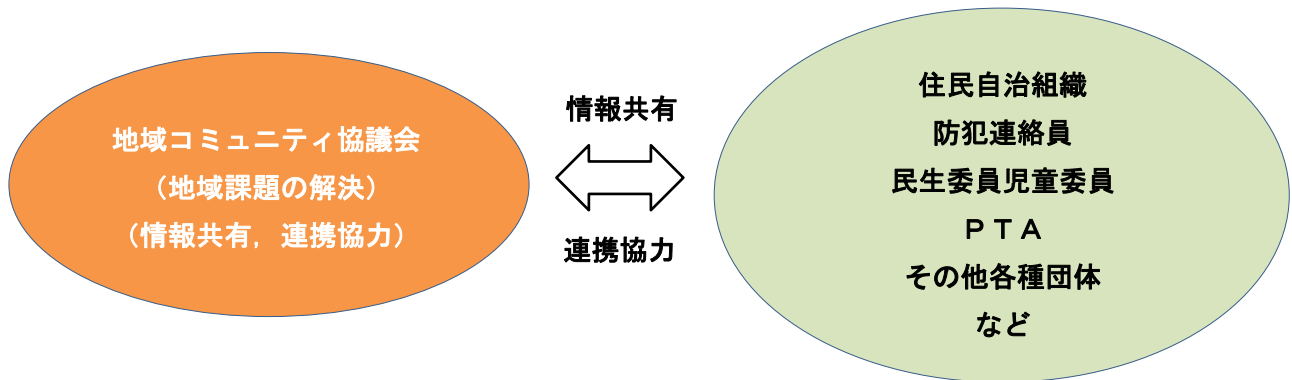 地域コミュニティ協議会
（地域課題の解決）
（情報共有，連携協力）
情報共有
連携協力
住民自治組織
防犯連絡員
民生委員児童委員
ＰＴＡ
その他各種団体
など